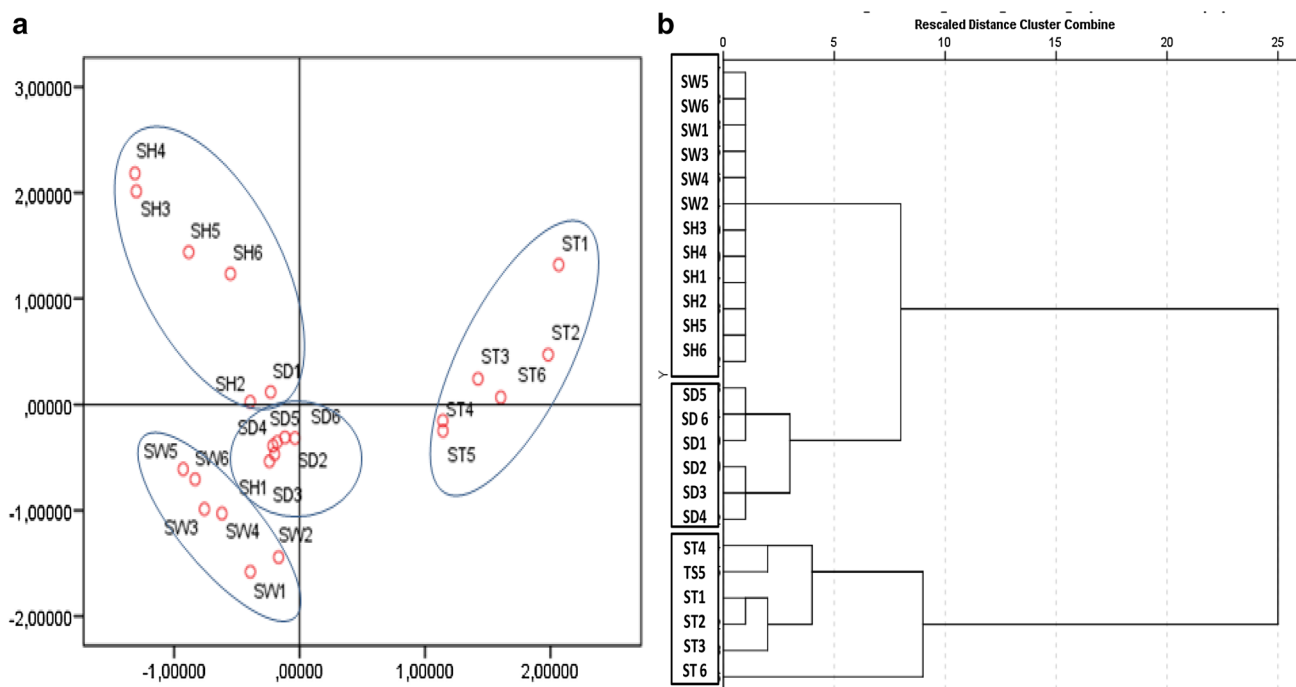 a
3,00000
2,00000
1,00000
,00000
-1,00000
-2,00000
-1,00000
,00000
1,00000
2,00000
SH4
SH3
SH5
SH6
SH2
SD1
ST1
ST2
ST3
ST6
ST4
ST5
SD4
SD5
SD6
SD2
SH1
SD3
SW5
SW6
SW3
SW4
SW2
SW1
b
Rescaled Distance Cluster Combine
0 5 10 15 20 25
Y
SW5
SW6
SW1
SW3
SW4
SW2
SH3
SH4
SH1
SH2
SH5
SH6
SD5
SD 6
SD1
SD2
SD3
SD4
ST4
TS5
ST1
ST2
ST3
ST 6